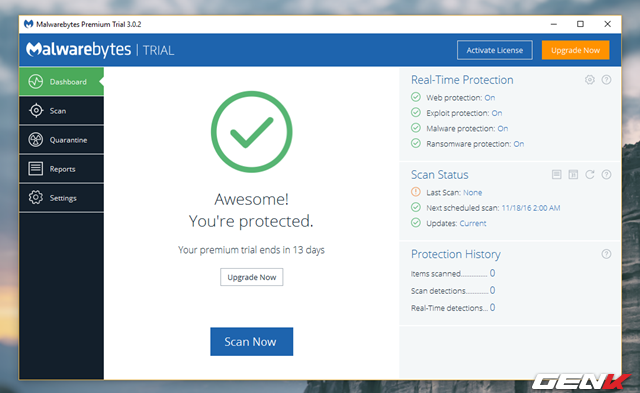 Malwarebytes Premium Trial 3.0.2
Malwarebytes | TRIAL
Activate License
Upgrade Now
Dashboard
Scan
Quarantine
Reports
Settings
Awesome!
You're protected.
Your premium trial ends in 13 days
Upgrade Now
Scan Now
Real-Time Protection
Web protection: On
Exploit protection: On
Malware protection: On
Ransomware protection: On
Scan Status
Last Scan: None
Next scheduled scan: 11/18/16 2:00 AM
Updates: Current
Protection History
Items scanned.............. 0
Scan detections............ 0
Real-Time detections... 0
GENK